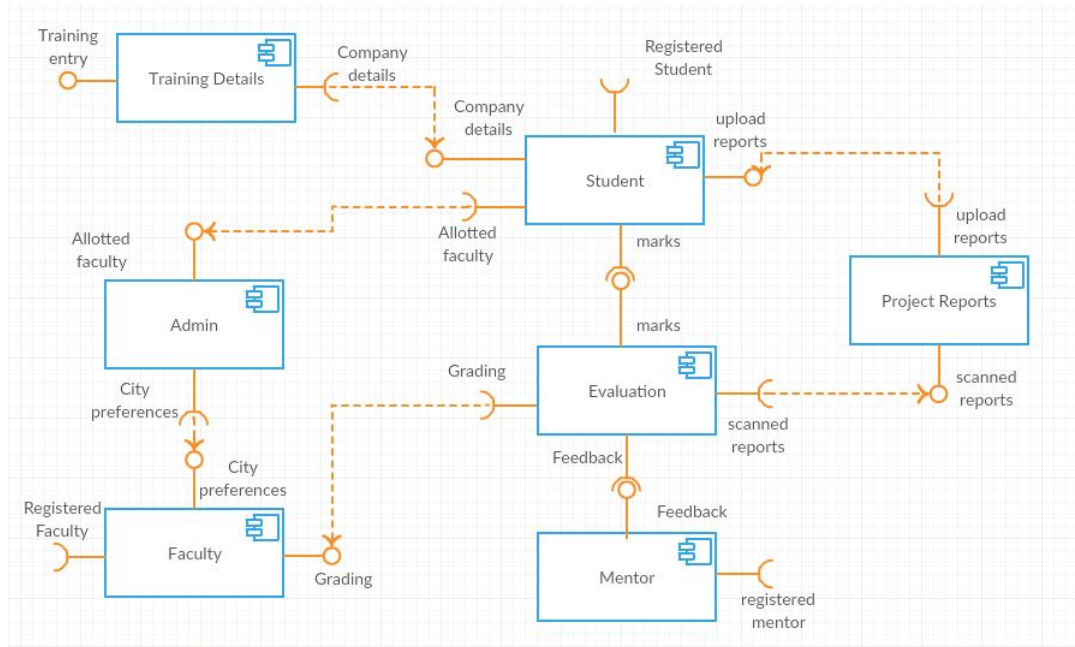 Training
entry
Training Details
Company
details
Registered
Student
Company
details
upload
reports
Student
Allotted
faculty
Allotted
faculty
marks
upload
reports
Admin
Project Reports
marks
City
preferences
Grading
Evaluation
scanned
reports
scanned
reports
Feedback
City
preferences
Registered
Faculty
Feedback
Faculty
Grading
Mentor
registered
mentor